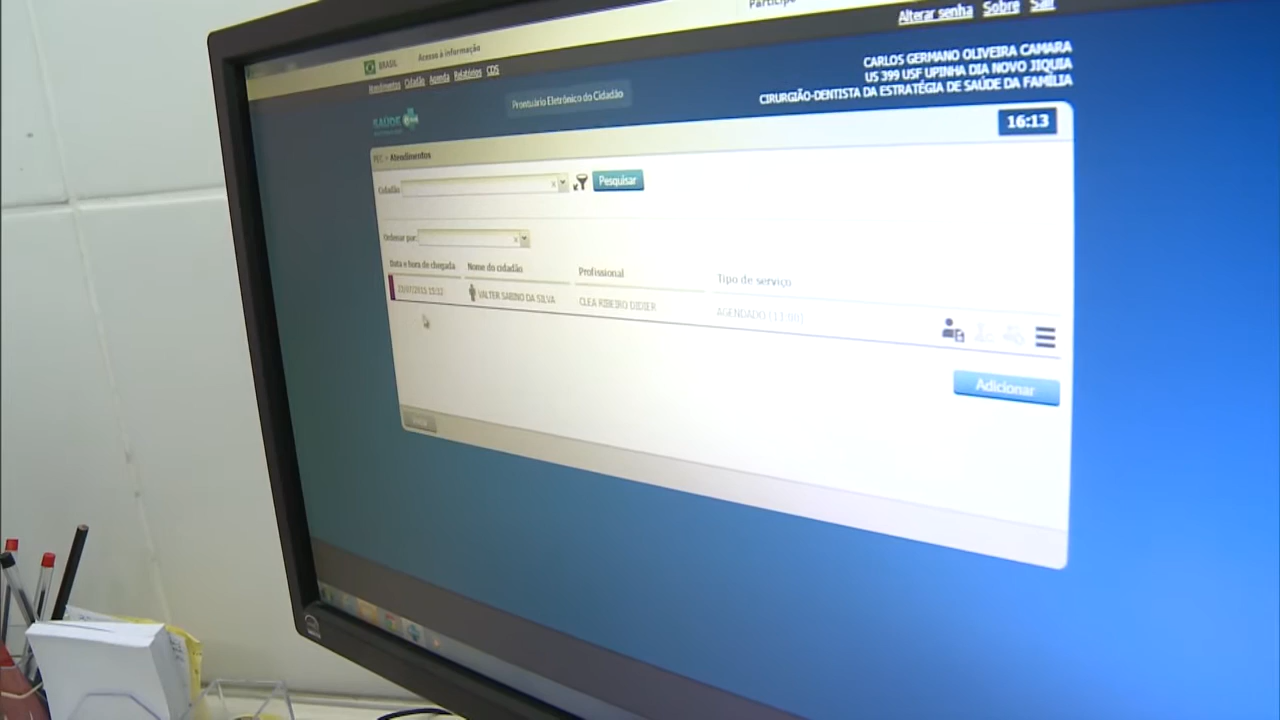 Participe
BRASIL
Acesso à informação
Alterar senha Sobre Sair
Atendimentos Cidadão Agenda Relatórios CDS
CARLOS GERMANO OLIVEIRA CAMARA
US 399 USF UPINHA DIA NOVO JIQUIA
CIRURGIÃO-DENTISTA DA ESTRATÉGIA DE SAÚDE DA FAMÍLIA
Prontuário Eletrônico do Cidadão
SAÚDE
16:13
PEC > Atendimentos
Cidadão
Pesquisar
Ordenar por:
Data e hora de chegada Nome do cidadão Profissional Tipo de serviço
VALTER SABINO DA SILVA CLEA RIBEIRO DIDIER AGENDADO
Adicionar